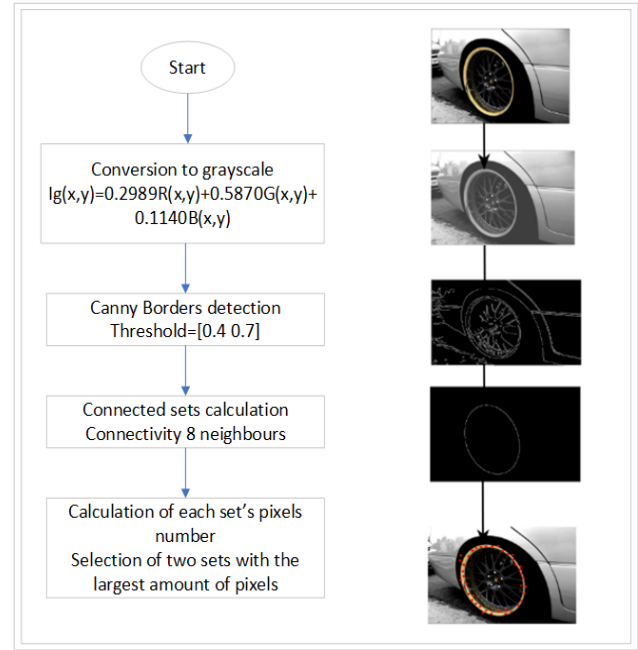 Start
Conversion to grayscale
Ig(x,y)=0.2989R(x,y)+0.5870G(x,y)+
0.1140B(x,y)
Canny Borders detection
Threshold=[0.4 0.7]
Connected sets calculation
Connectivity 8 neighbours
Calculation of each set's pixels
number
Selection of two sets with the
largest amount of pixels